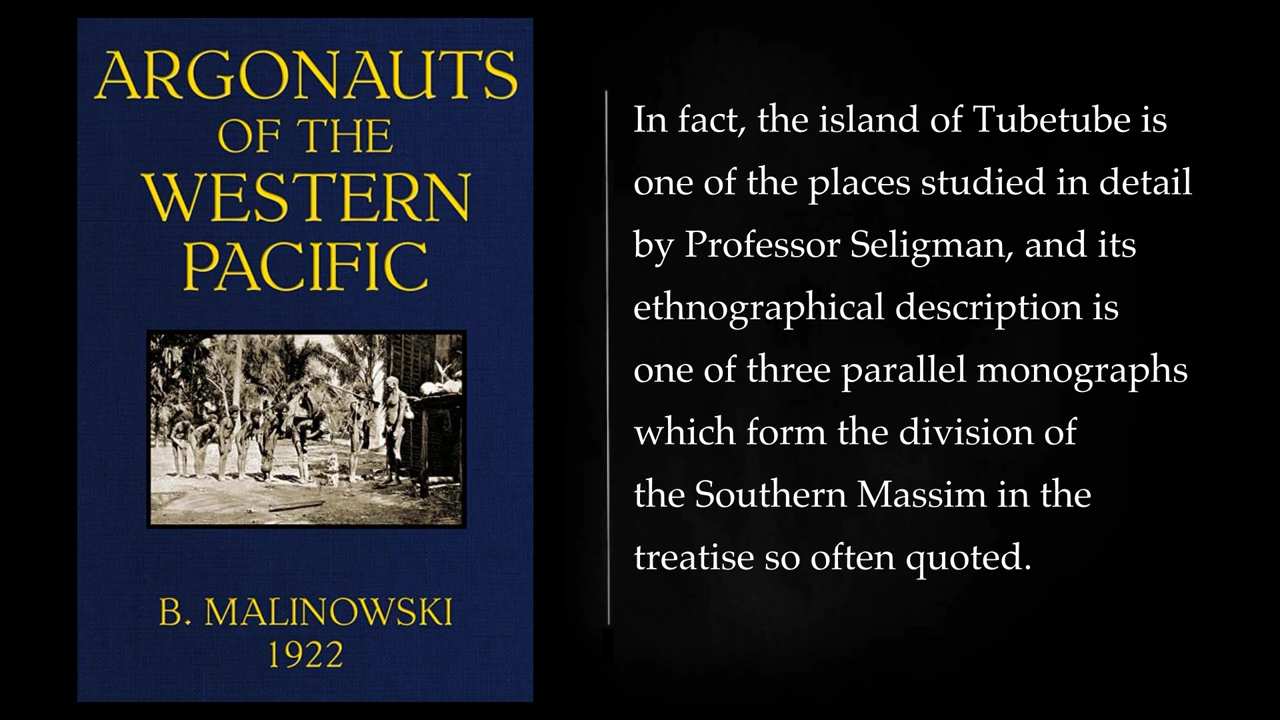 ARGONAUTS
OF THE
WESTERN
PACIFIC
B. MALINOWSKI
1922
In fact, the island of Tubetube is
one of the places studied in detail
by Professor Seligman, and its
ethnographical description is
one of three parallel monographs
which form the division of
the Southern Massim in the
treatise so often quoted.